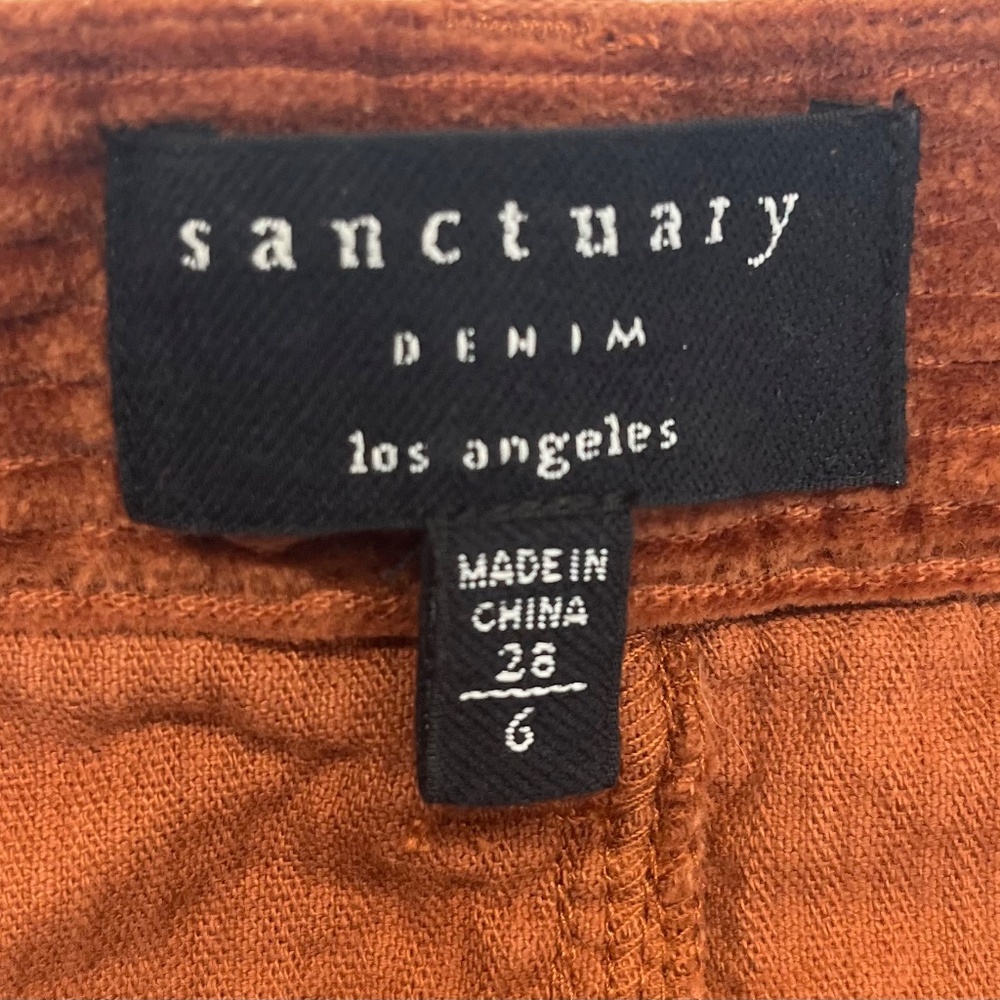 sanctuary
DENIM
los angeles
MADE IN
CHINA
28
6